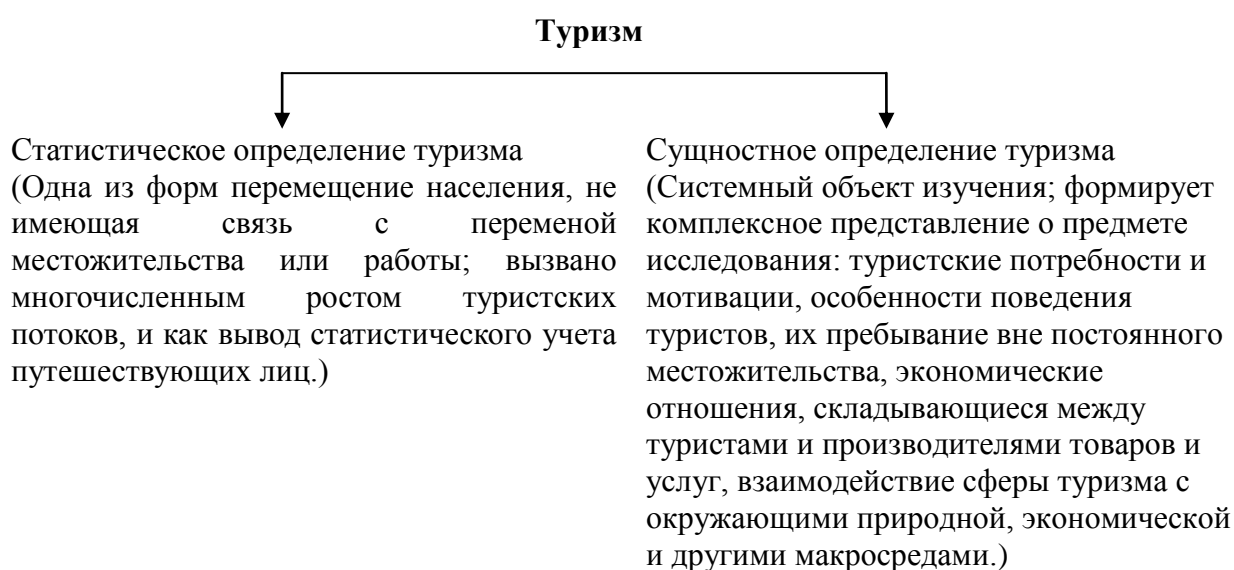 Туризм
Статистическое определение туризма
(Одна из форм перемещение населения, не
имеющая связь с переменой
местожительства или работы; вызвано
многочисленным ростом туристских
потоков, и как вывод статистического учета
путешествующих лиц.)
Сущностное определение туризма
(Системный объект изучения; формирует
комплексное представление о предмете
исследования: туристские потребности и
мотивации, особенности поведения
туристов, их пребывание вне постоянного
местожительства, экономические
отношения, складывающиеся между
туристами и производителями товаров и
услуг, взаимодействие сферы туризма с
окружающими природной, экономической
и другими макросредами.)